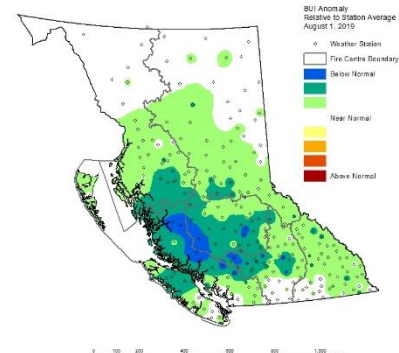 BUI Anomaly
Relative to Station Average
August 1, 2019
Weather Station
Fire Centre Boundary
Below Normal
Near Normal
Above Normal
0 100 200 400 600 800 1,000